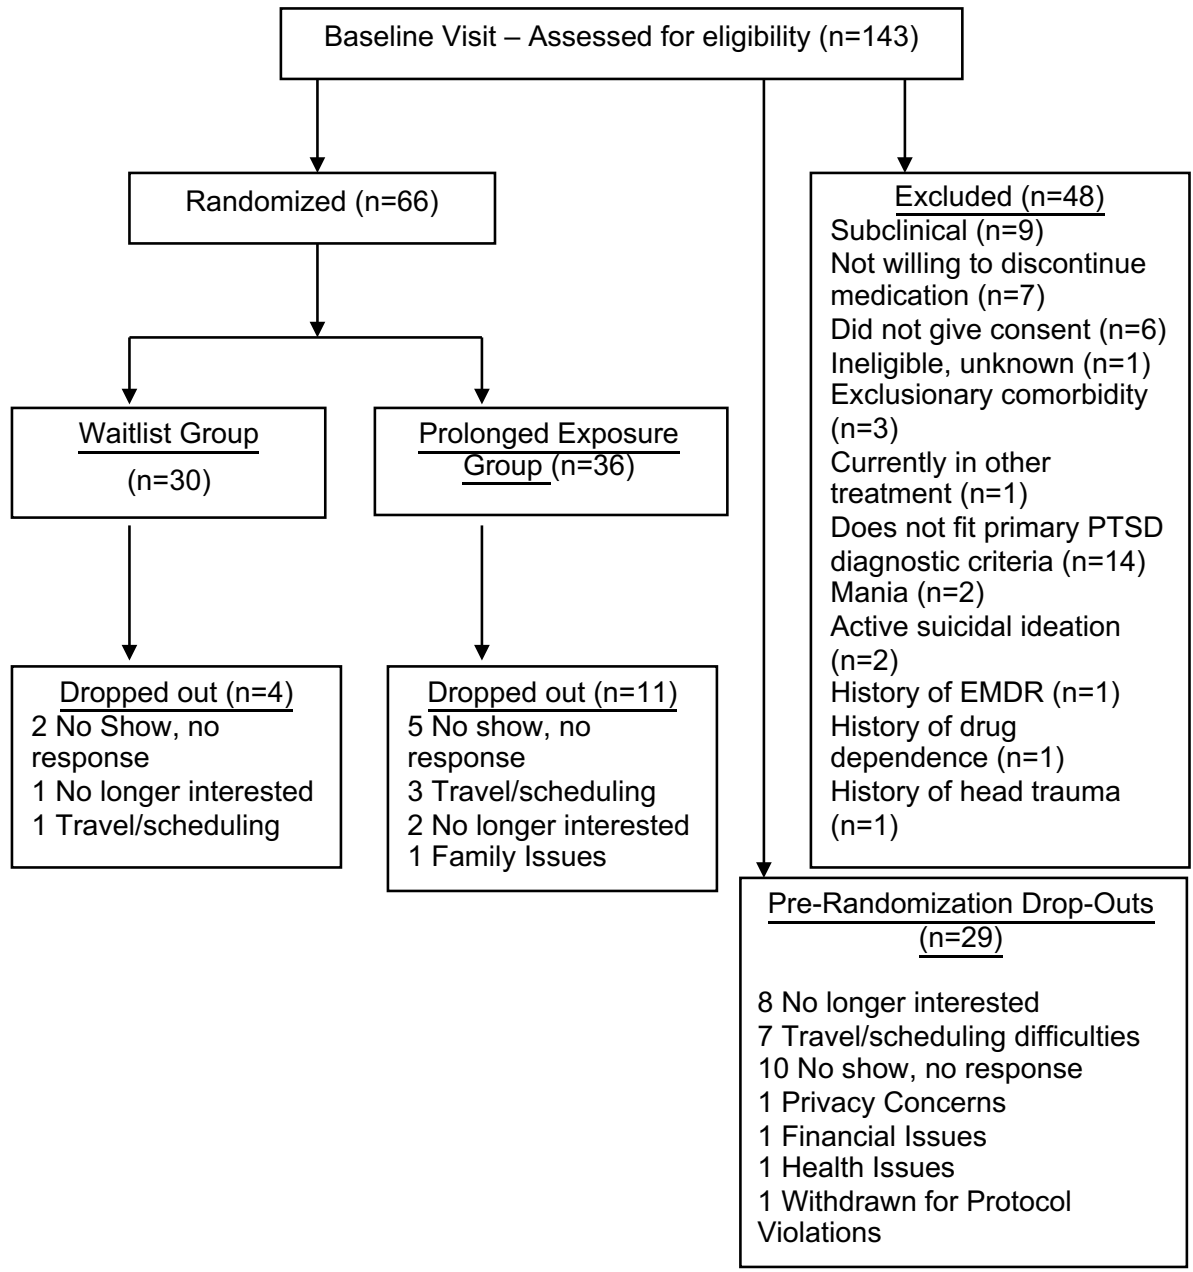 Baseline Visit – Assessed for eligibility (n=143)
Randomized (n=66)
Excluded (n=48)
Subclinical (n=9)
Not willing to discontinue
medication (n=7)
Did not give consent (n=6)
Ineligible, unknown (n=1)
Exclusionary comorbidity
(n=3)
Currently in other
treatment (n=1)
Does not fit primary PTSD
diagnostic criteria (n=14)
Mania (n=2)
Active suicidal ideation
(n=2)
History of EMDR (n=1)
History of drug
dependence (n=1)
History of head trauma
(n=1)
Waitlist Group
(n=30)
Prolonged Exposure
Group (n=36)
Dropped out (n=4)
2 No Show, no
response
1 No longer interested
1 Travel/scheduling
Dropped out (n=11)
5 No show, no
response
3 Travel/scheduling
2 No longer interested
1 Family Issues
Pre-Randomization Drop-Outs
(n=29)
8 No longer interested
7 Travel/scheduling difficulties
10 No show, no response
1 Privacy Concerns
1 Financial Issues
1 Health Issues
1 Withdrawn for Protocol
Violations